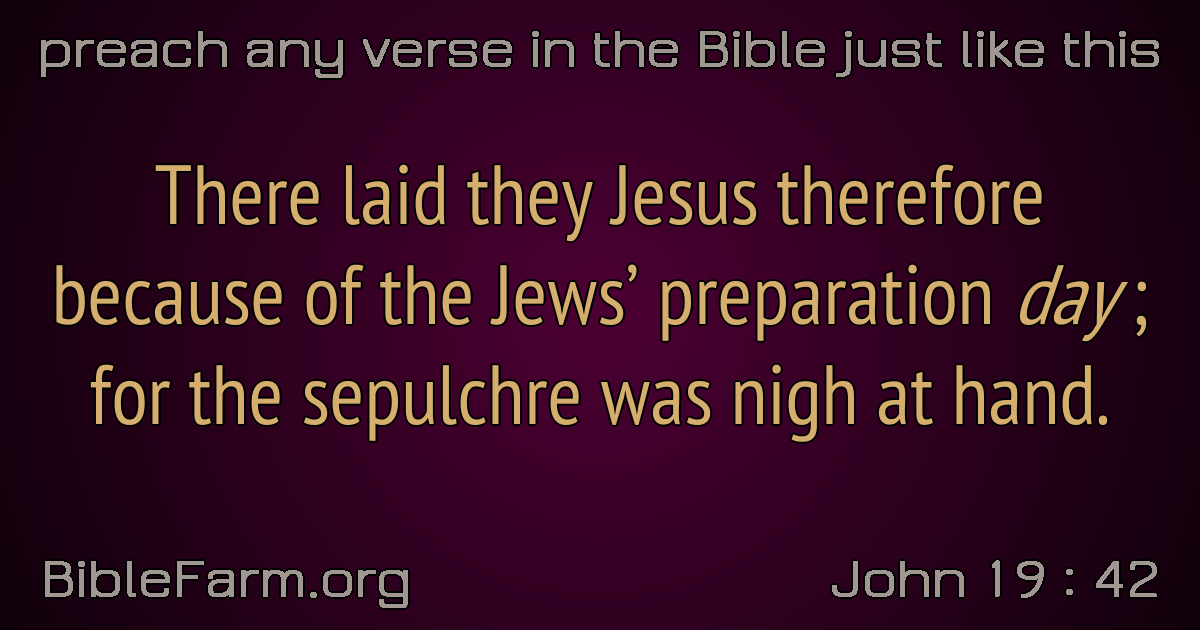 preach any verse in the Bible just like this
There laid they Jesus therefore
because of the Jews’ preparation day;
for the sepulchre was nigh at hand.
BibleFarm.org
John 19 : 42